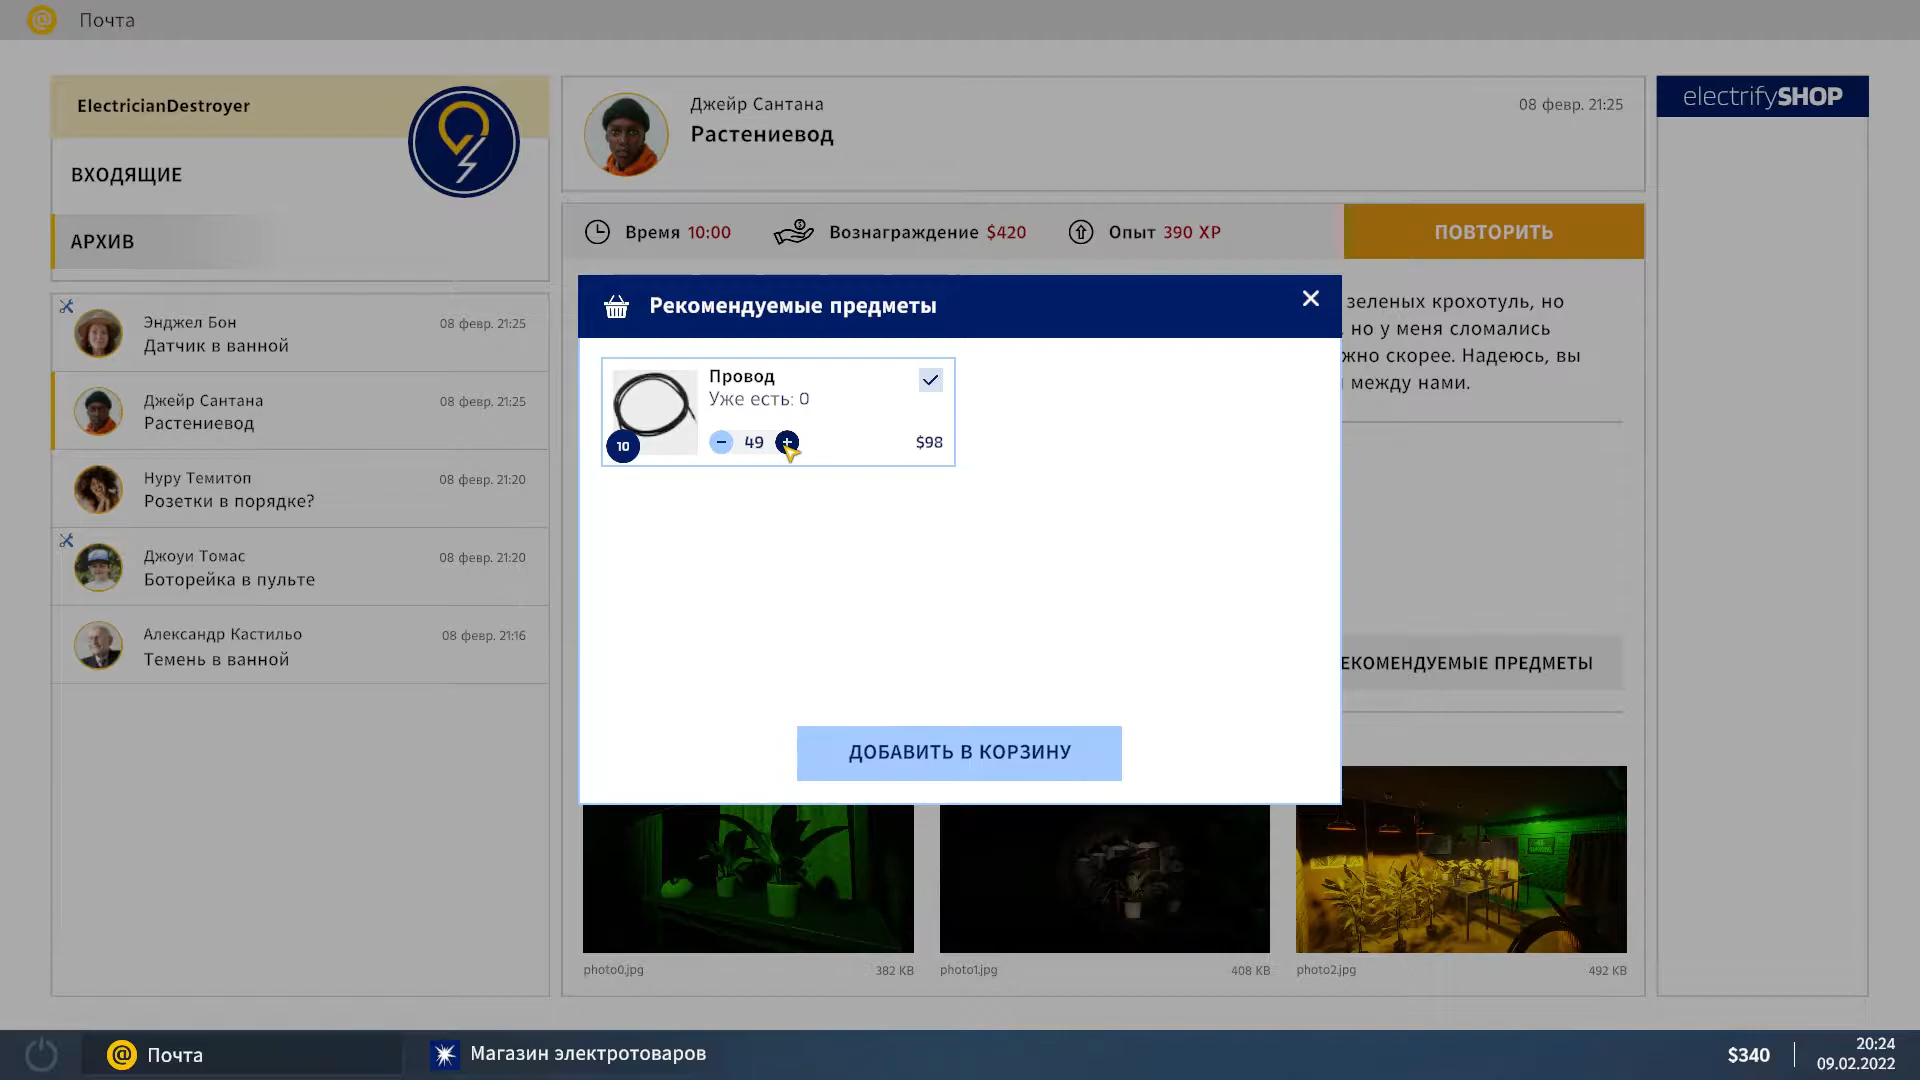 Почта
ElectricianDestroyer
ВХОДЯЩИЕ
АРХИВ
Энджел Бон
08 февр. 21:25
Датчик в ванной
Джейр Сантана
08 февр. 21:25
Растениевод
Нуру Темитоп
08 февр. 21:20
Розетки в порядке?
Джоуи Томас
08 февр. 21:20
Боторейка в пульте
Александр Кастильо
08 февр. 21:16
Темень в ванной
Джейр Сантана
08 февр. 21:25
Растениевод
Время 10:00
Вознаграждение $420
Опыт 390 XP
ПОВТОРИТЬ
зеленых крохотуль, но
, но у меня сломались
жно скорее. Надеюсь, вы
между нами.
ЕКОМЕНДУЕМЫЕ ПРЕДМЕТЫ
Рекомендуемые предметы
Провод
Уже есть: 0
10
− 49 +
$98
ДОБАВИТЬ В КОРЗИНУ
photo0.jpg
382 KB
photo1.jpg
408 KB
photo2.jpg
492 KB
electrifySHOP
Почта
Магазин электротоваров
$340
20:24
09.02.2022